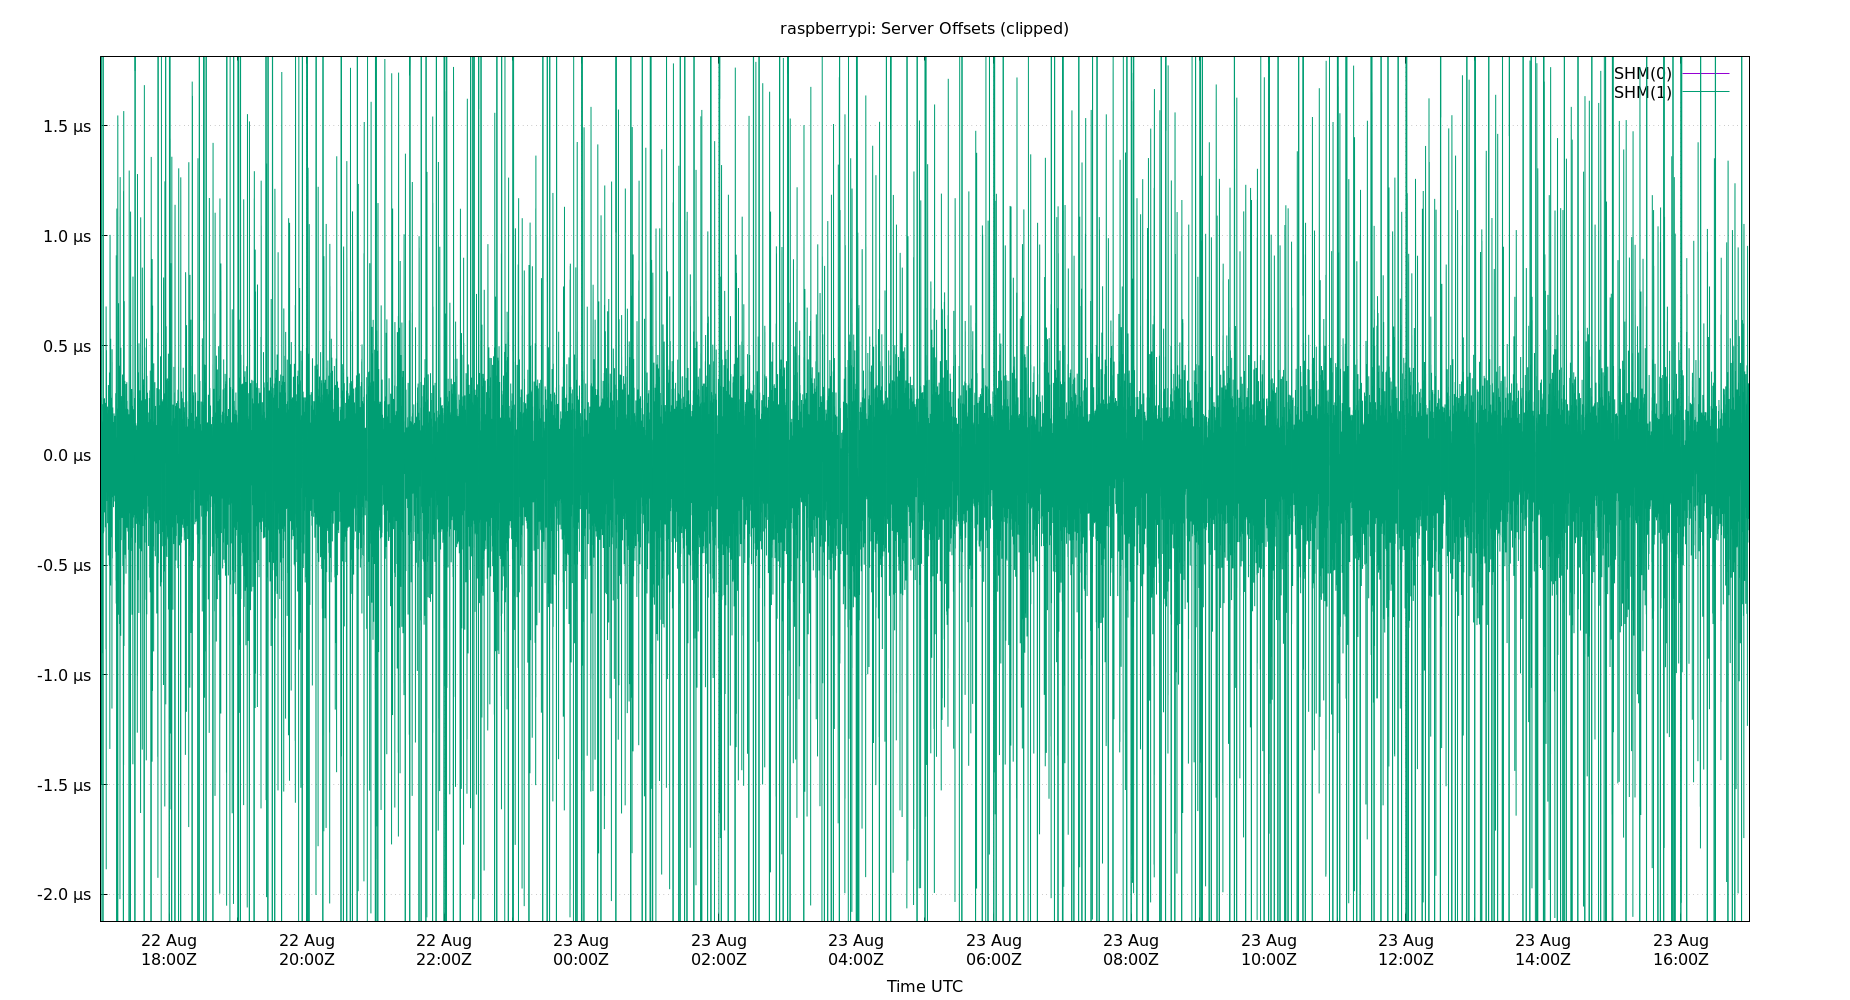 raspberrypi: Server Offsets (clipped)
SHM(0)
SHM(1)
1.5 µs
1.0 µs
0.5 µs
0.0 µs
-0.5 µs
-1.0 µs
-1.5 µs
-2.0 µs
22 Aug 22 Aug 22 Aug 23 Aug 23 Aug 23 Aug 23 Aug 23 Aug 23 Aug 23 Aug 23 Aug 23 Aug
18:00Z 20:00Z 22:00Z 00:00Z 02:00Z 04:00Z 06:00Z 08:00Z 10:00Z 12:00Z 14:00Z 16:00Z
Time UTC